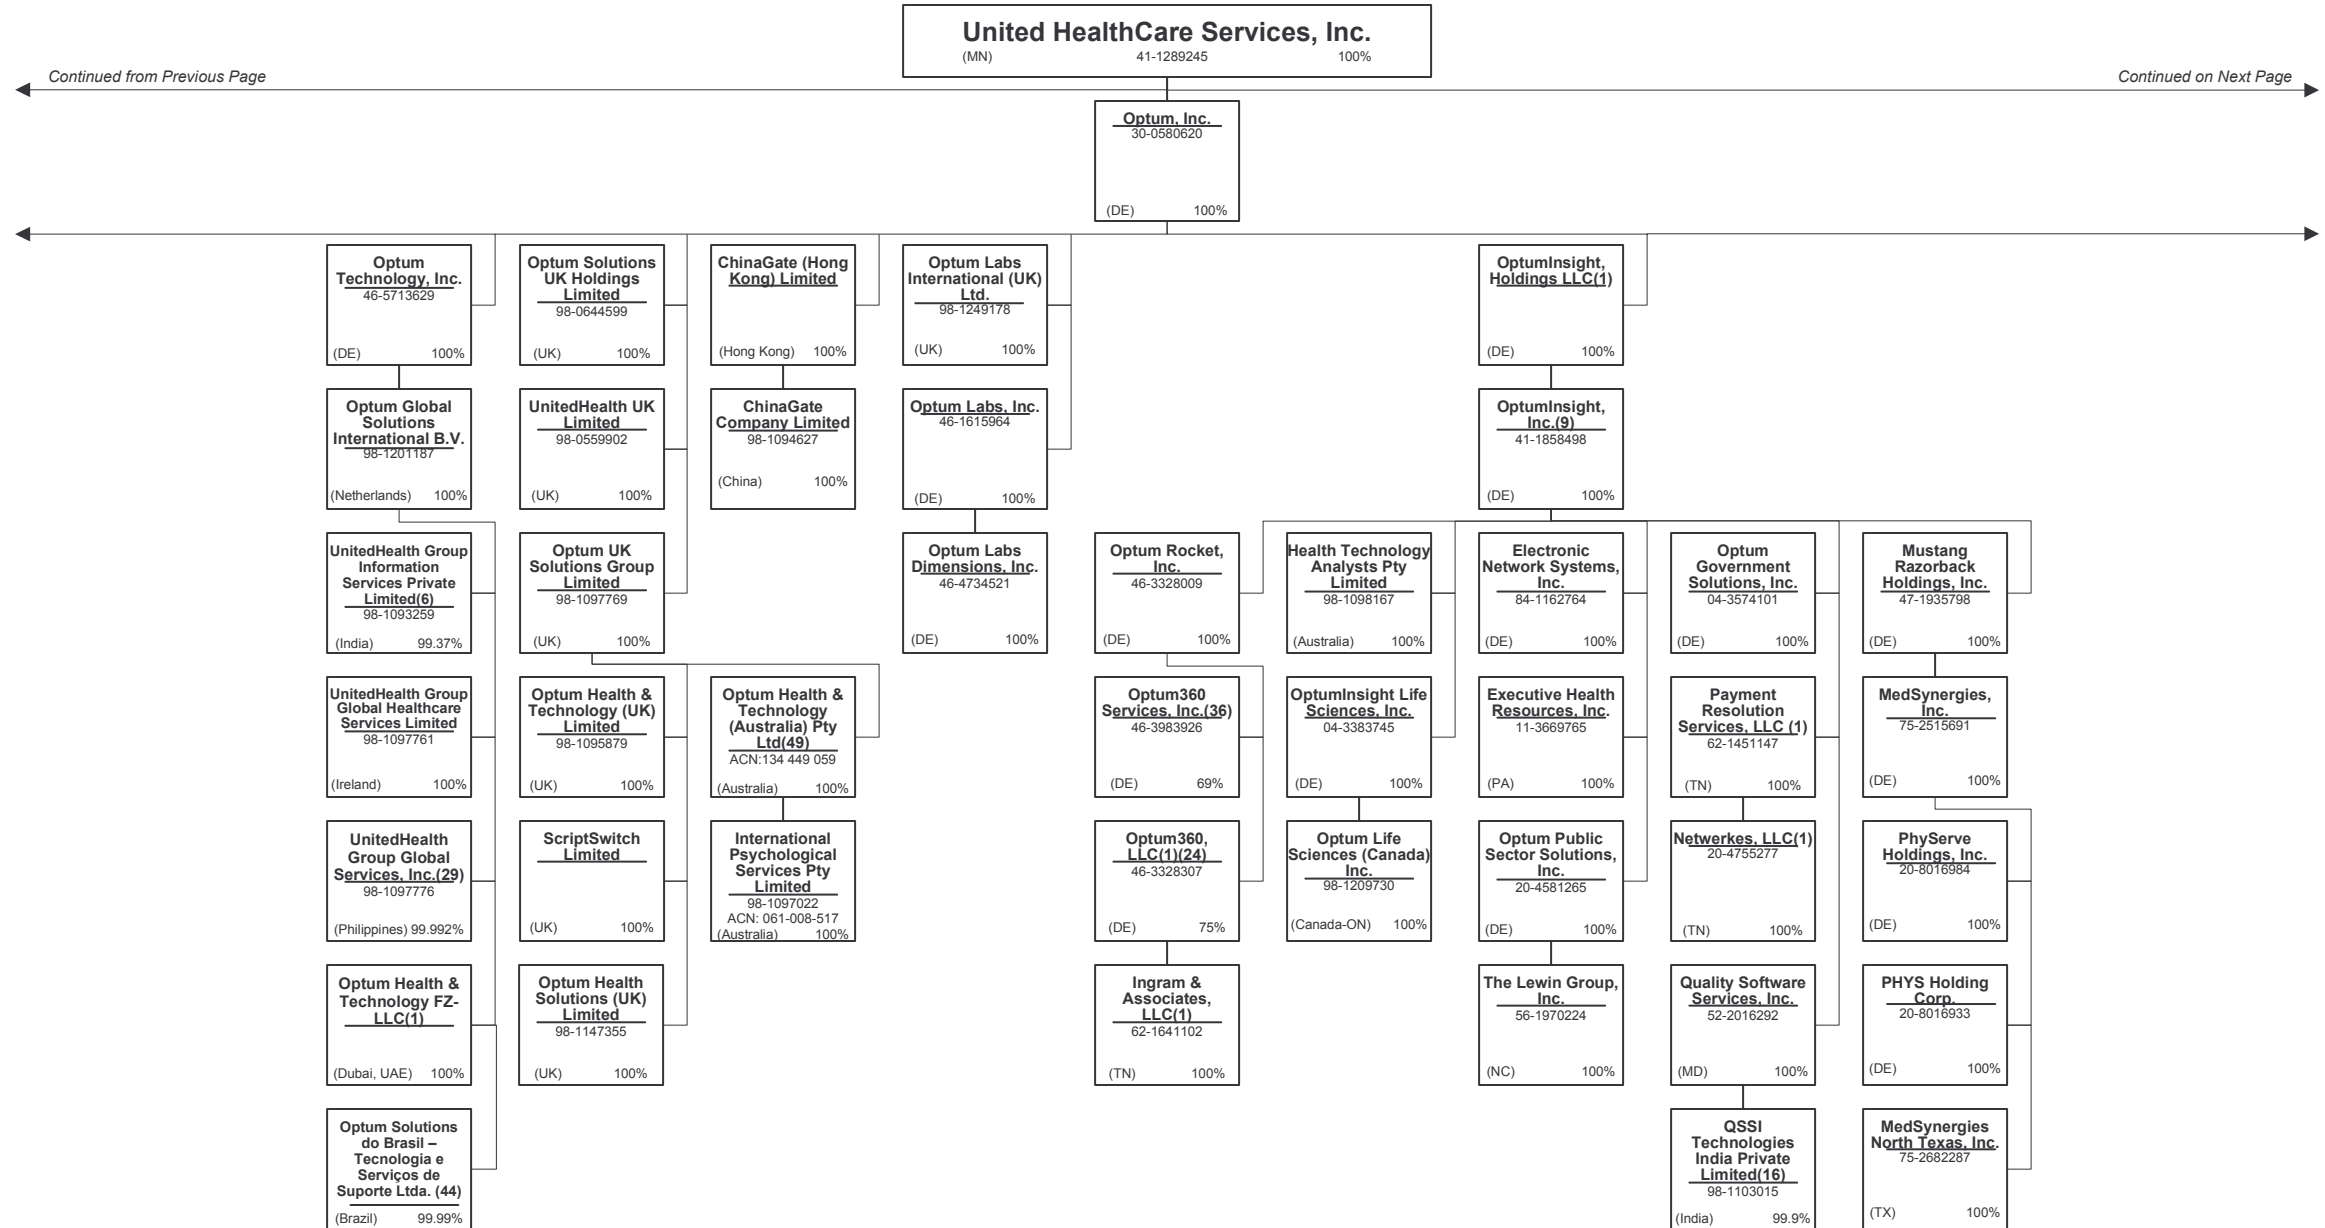 United HealthCare Services, Inc.
(MN) 41-1289245 100%
Continued from Previous Page
Continued on Next Page
Optum, Inc.
30-0580620
(DE) 100%
Optum
Technology, Inc.
46-5713629
(DE) 100%
Optum Solutions
UK Holdings
Limited
98-0644599
(UK) 100%
ChinaGate (Hong
Kong) Limited
(Hong Kong) 100%
Optum Labs
International (UK)
Ltd.
98-1249178
(UK) 100%
OptumInsight,
Holdings LLC(1)
(DE) 100%
Optum Global
Solutions
International B.V.
98-1201187
(Netherlands) 100%
UnitedHealth UK
Limited
98-0559902
(UK) 100%
ChinaGate
Company Limited
98-1094627
(China) 100%
Optum Labs, Inc.
46-1615964
(DE) 100%
OptumInsight,
Inc.(9)
41-1858498
(DE) 100%
UnitedHealth Group
Information
Services Private
Limited(6)
98-1093259
(India) 99.37%
Optum UK
Solutions Group
Limited
98-1097769
(UK) 100%
Optum Labs
Dimensions, Inc.
46-4734521
(DE) 100%
Optum Rocket,
Inc.
46-3328009
(DE) 100%
Health Technology
Analysts Pty
Limited
98-1098167
(Australia) 100%
Electronic
Network Systems,
Inc.
84-1162764
(DE) 100%
Optum
Government
Solutions, Inc.
04-3574101
(DE) 100%
Mustang
Razorback
Holdings, Inc.
47-1935798
(DE) 100%
UnitedHealth Group
Global Healthcare
Services Limited
98-1097761
(Ireland) 100%
Optum Health &
Technology (UK)
Limited
98-1095879
(UK) 100%
Optum Health &
Technology
(Australia) Pty
Ltd(49)
ACN:134 449 059
(Australia) 100%
Optum360
Services, Inc.(36)
46-3983926
(DE) 69%
OptumInsight Life
Sciences, Inc.
04-3383745
(DE) 100%
Executive Health
Resources, Inc.
11-3669765
(PA) 100%
Payment
Resolution
Services, LLC (1)
62-1451147
(TN) 100%
MedSynergies,
Inc.
75-2515691
(DE) 100%
UnitedHealth
Group Global
Services, Inc.(29)
98-1097776
(Philippines) 99.992%
ScriptSwitch
Limited
(UK) 100%
International
Psychological
Services Pty
Limited
98-1097022
ACN: 061-008-517
(Australia) 100%
Optum360,
LLC(1)(24)
46-3328307
(DE) 75%
Optum Life
Sciences (Canada)
Inc.
98-1209730
(Canada-ON) 100%
Optum Public
Sector Solutions,
Inc.
20-4581265
(DE) 100%
Netwerkes, LLC(1)
20-4755277
(TN) 100%
PhyServe
Holdings, Inc.
20-8016984
(DE) 100%
Optum Health &
Technology FZ-
LLC(1)
(Dubai, UAE) 100%
Optum Health
Solutions (UK)
Limited
98-1147355
(UK) 100%
Ingram &
Associates,
LLC(1)
62-1641102
(TN) 100%
The Lewin Group,
Inc.
56-1970224
(NC) 100%
Quality Software
Services, Inc.
52-2016292
(MD) 100%
PHYS Holding
Corp.
20-8016933
(DE) 100%
Optum Solutions
do Brasil –
Tecnologia e
Serviços de
Suporte Ltda. (44)
(Brazil) 99.99%
QSSI
Technologies
India Private
Limited(16)
98-1103015
(India) 99.9%
MedSynergies
North Texas, Inc.
75-2682287
(TX) 100%